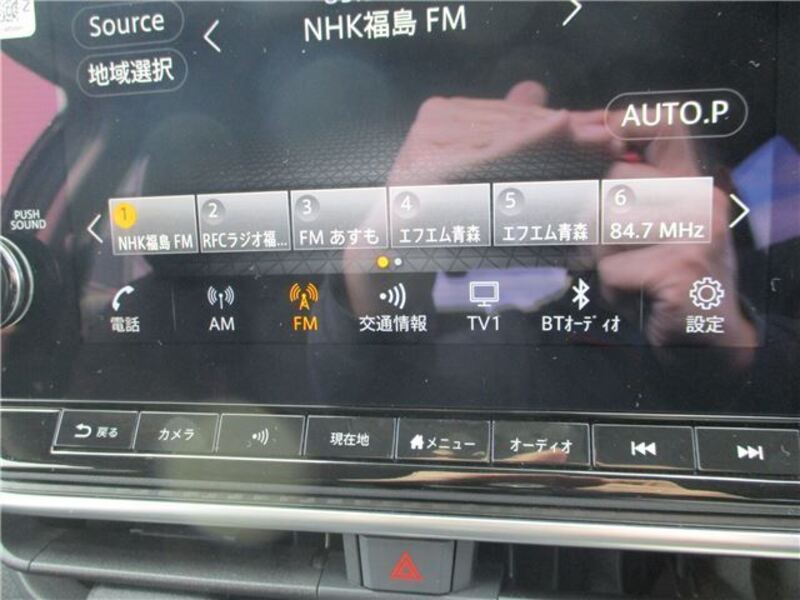 Source
NHK福島 FM
地域選択
AUTO.P
PUSH
SOUND
1
NHK福島 FM
2
RFCラジオ福...
3
FM あすも
4
エフエム青森
5
エフエム青森
6
84.7 MHz
電話
AM
FM
交通情報
TV1
BTオーディオ
設定
戻る
カメラ
現在地
メニュー
オーディオ